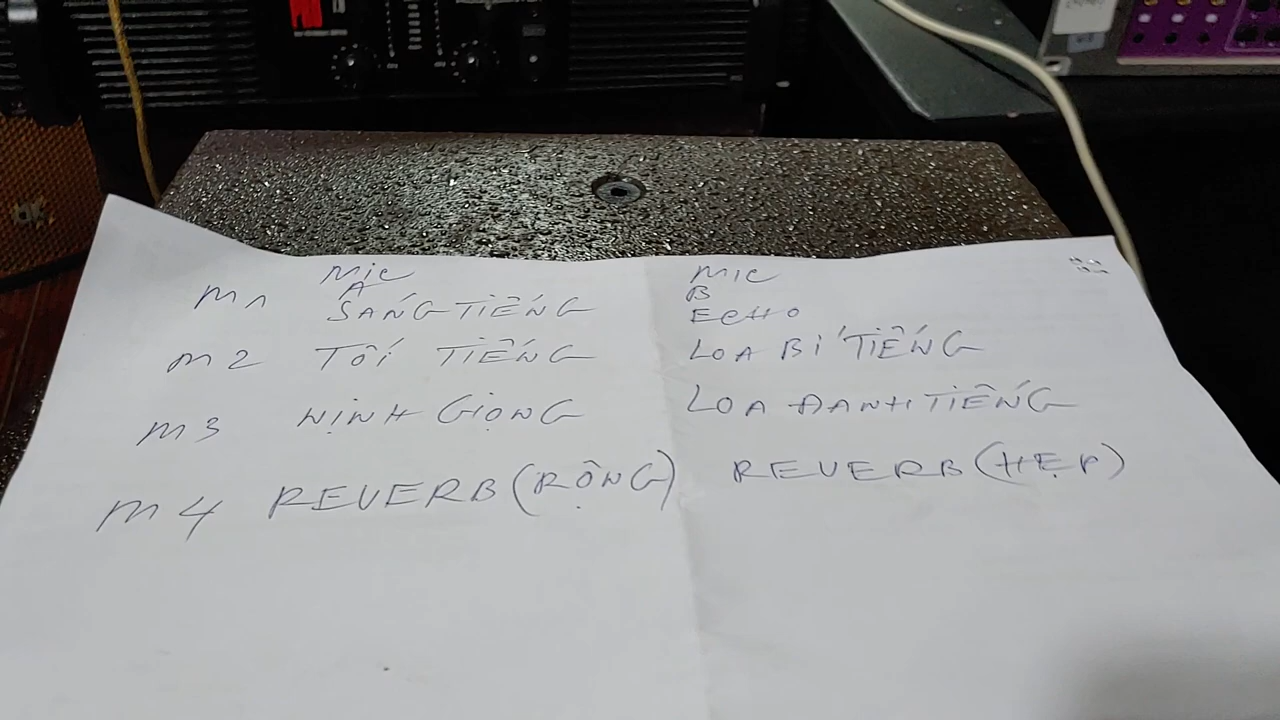 Mic Mic
A B
M1 SÁNG TIẾNG ECHO
M2 TỐI TIẾNG LOA BÍ TIẾNG
M3 NỊNH GIỌNG LOA ĐANH TIẾNG
M4 REVERB (RỘNG) REVERB (HẸP)